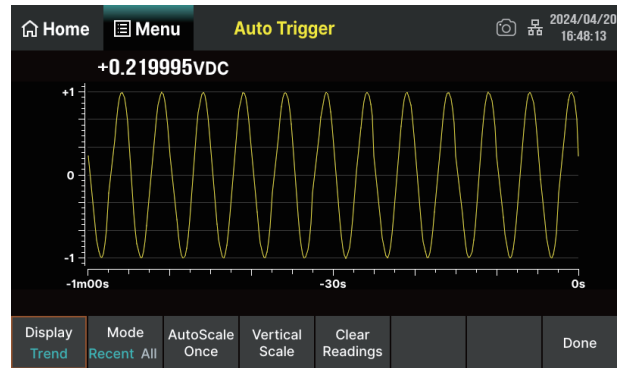 Home Menu Auto Trigger 2024/04/20
16:48:13
+0.219995VDC
+1
0
-1
-1m00s -30s 0s
Display Mode AutoScale Vertical Clear Done
Trend Recent All Once Scale Readings